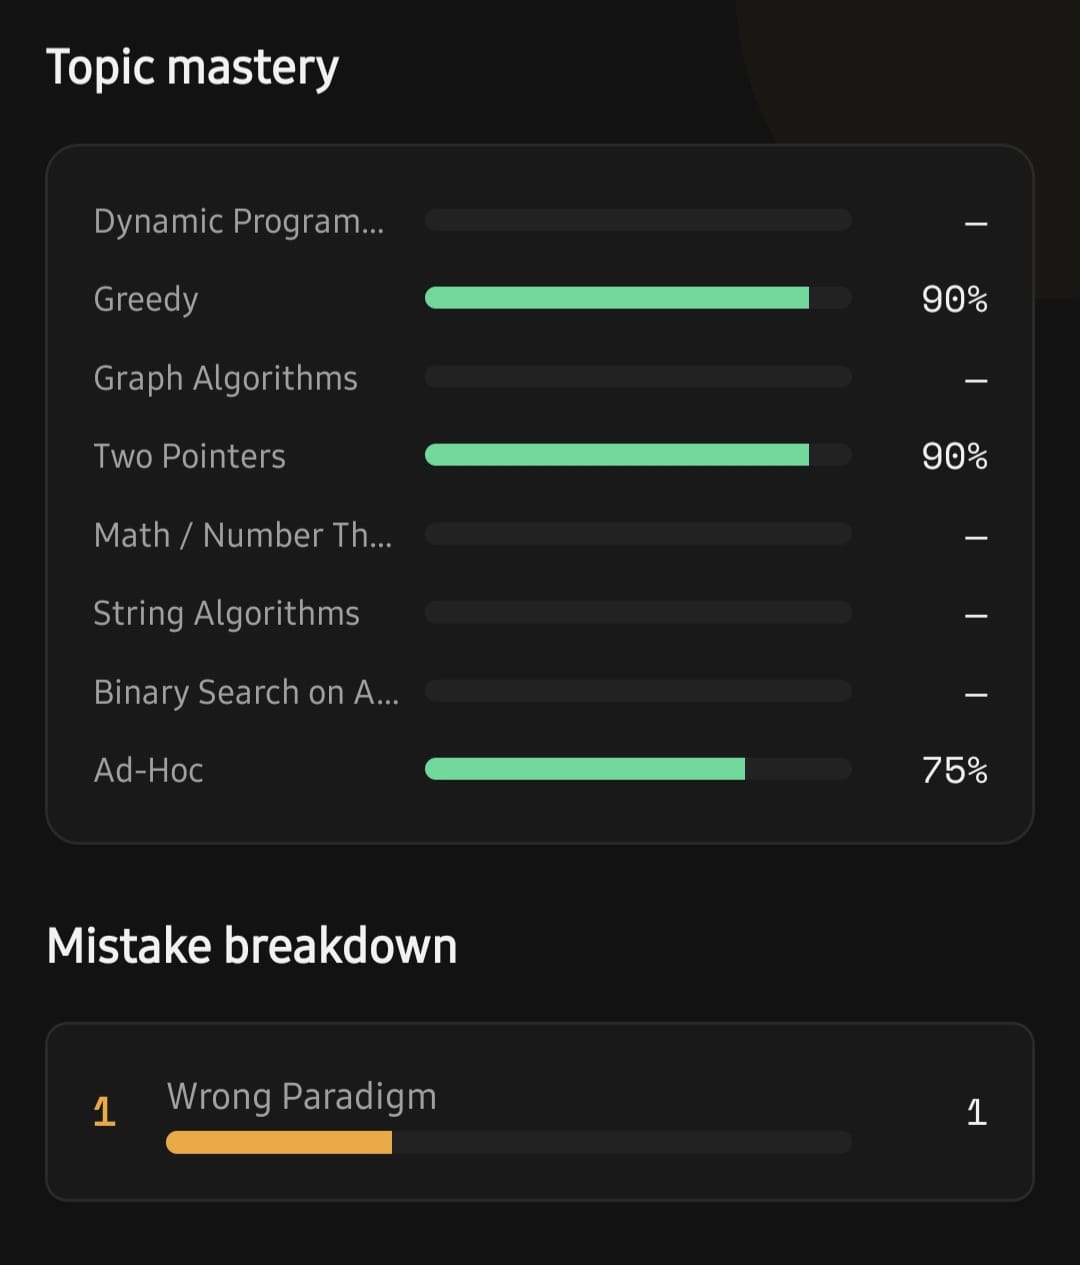 Topic mastery
Dynamic Program... –
Greedy 90%
Graph Algorithms –
Two Pointers 90%
Math / Number Th... –
String Algorithms –
Binary Search on A... –
Ad-Hoc 75%
Mistake breakdown
1 Wrong Paradigm 1